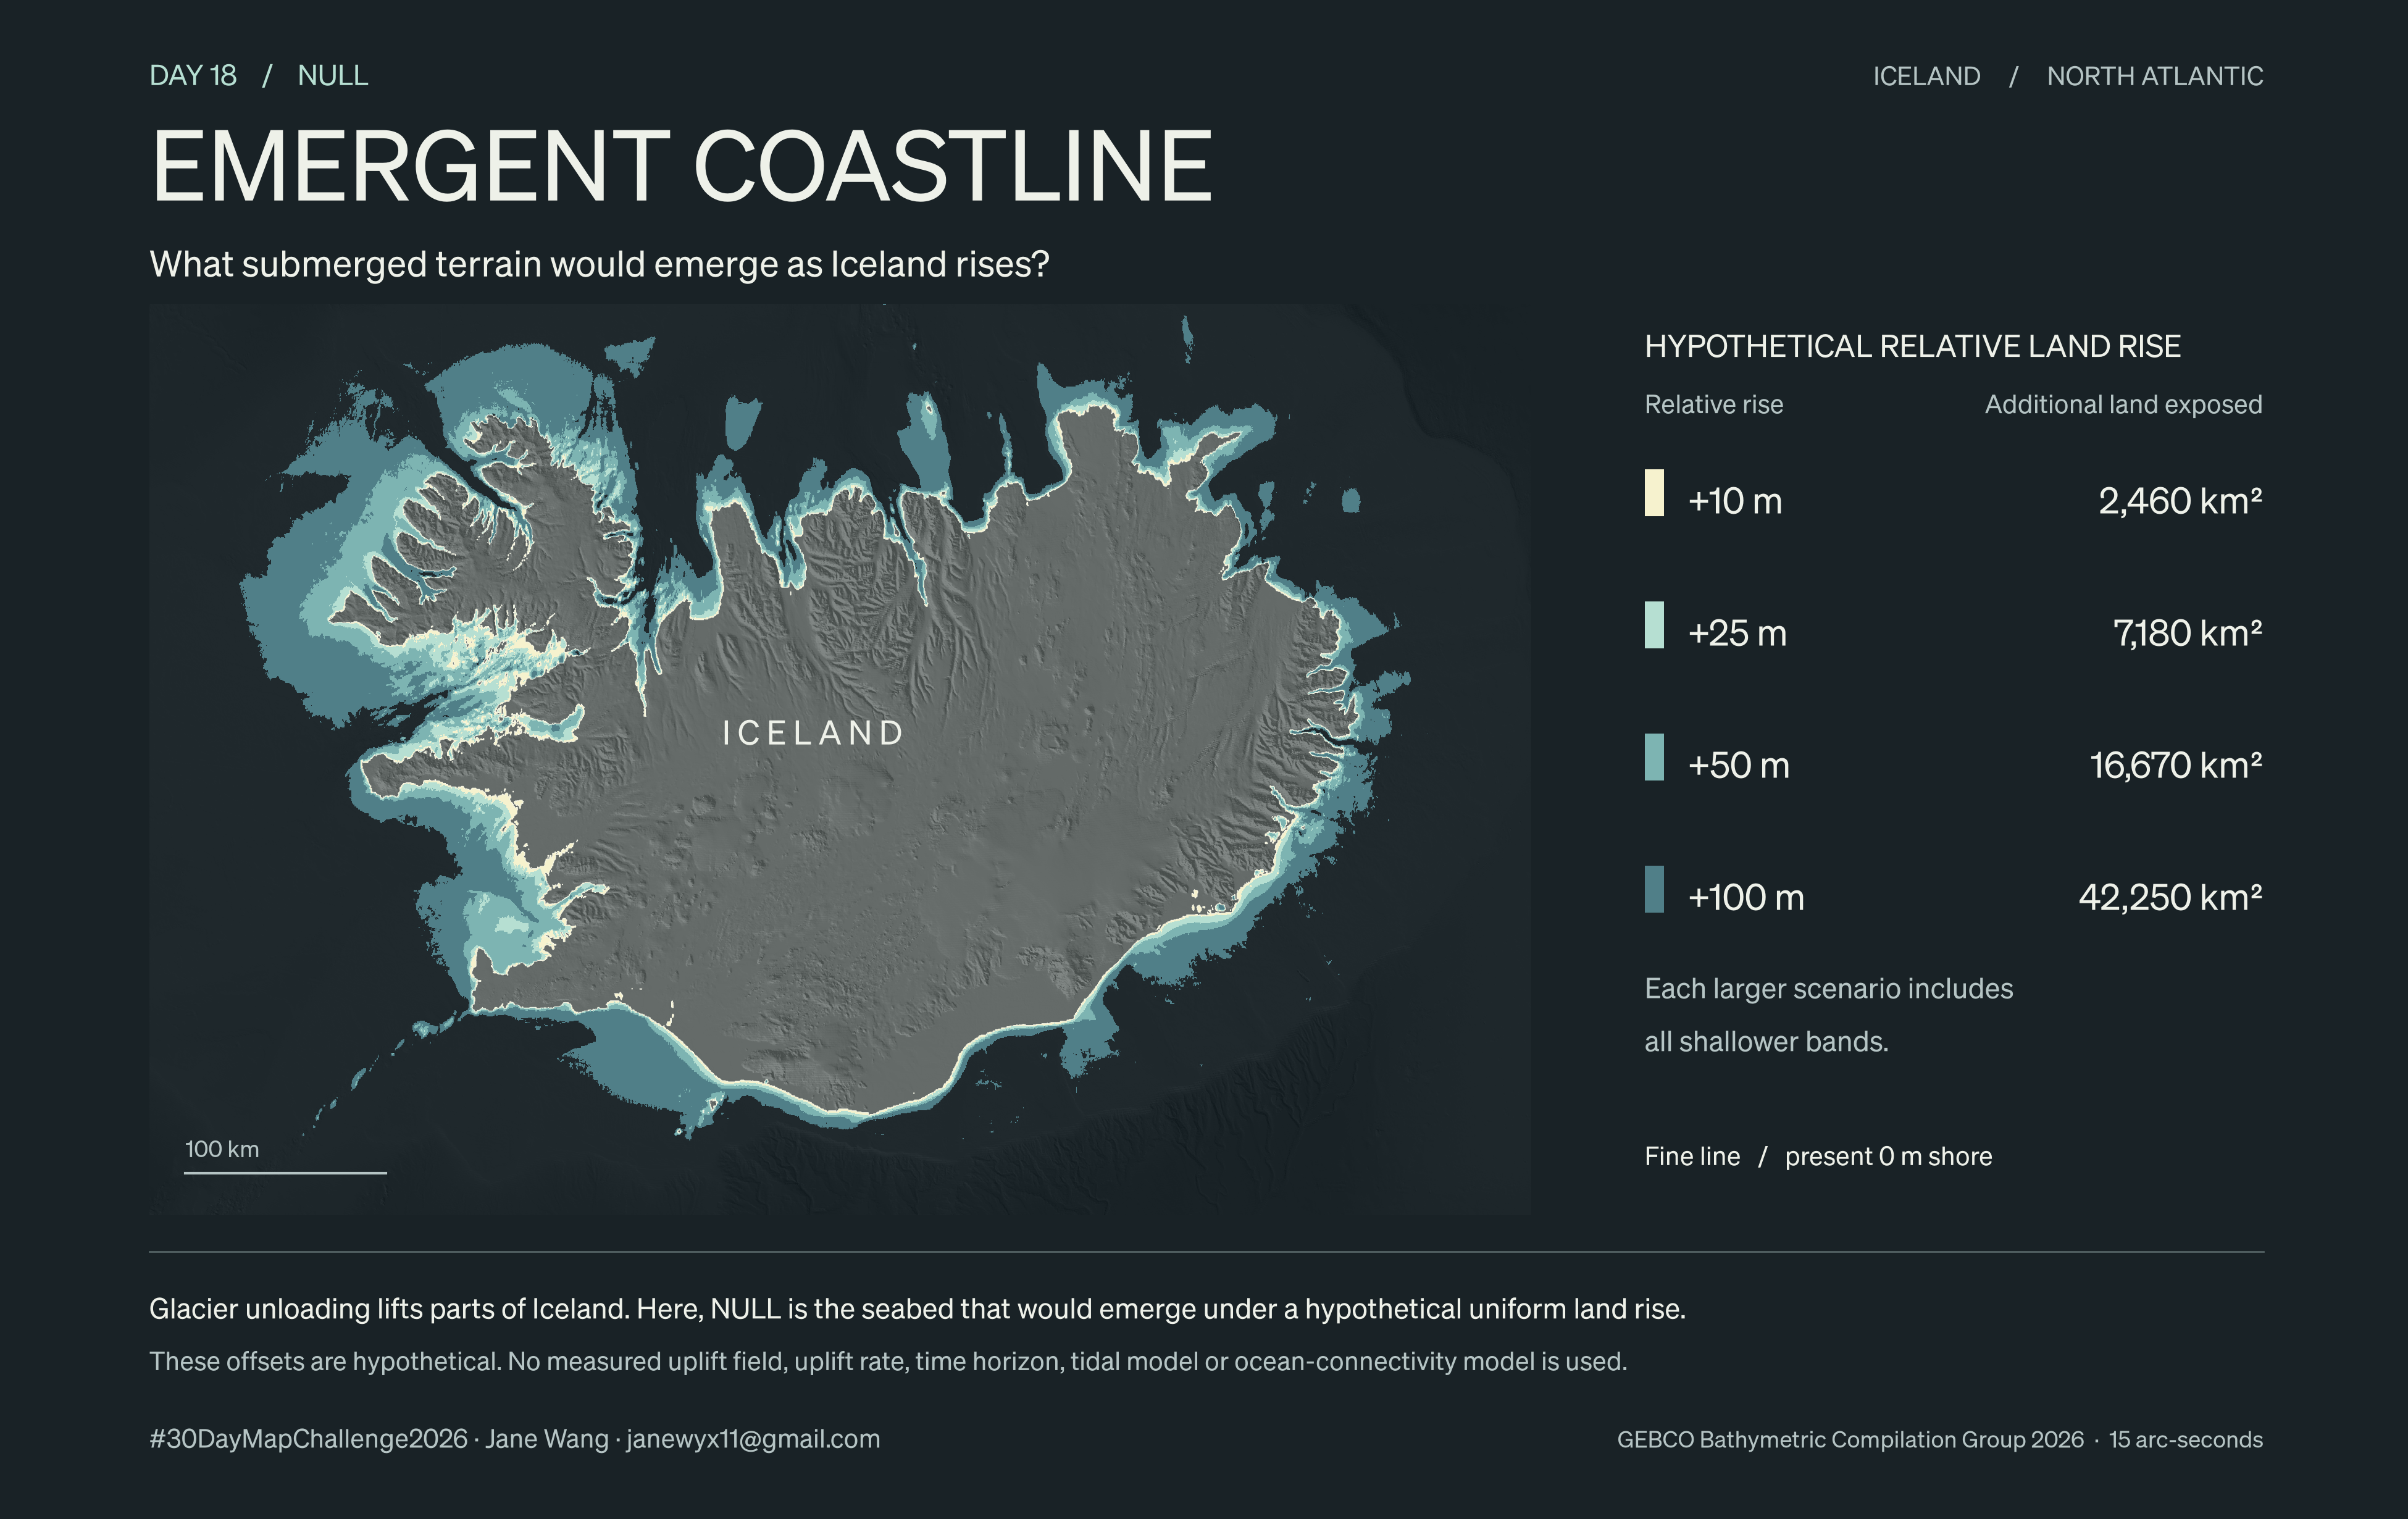 DAY 18 / NULL
ICELAND / NORTH ATLANTIC
EMERGENT COASTLINE
What submerged terrain would emerge as Iceland rises?
ICELAND
100 km
HYPOTHETICAL RELATIVE LAND RISE
Relative rise Additional land exposed
+10 m 2,460 km²
+25 m 7,180 km²
+50 m 16,670 km²
+100 m 42,250 km²
Each larger scenario includes
all shallower bands.
Fine line / present 0 m shore
Glacier unloading lifts parts of Iceland. Here, NULL is the seabed that would emerge under a hypothetical uniform land rise.
These offsets are hypothetical. No measured uplift field, uplift rate, time horizon, tidal model or ocean-connectivity model is used.
#30DayMapChallenge2026 · Jane Wang · janewyx11@gmail.com
GEBCO Bathymetric Compilation Group 2026 · 15 arc-seconds